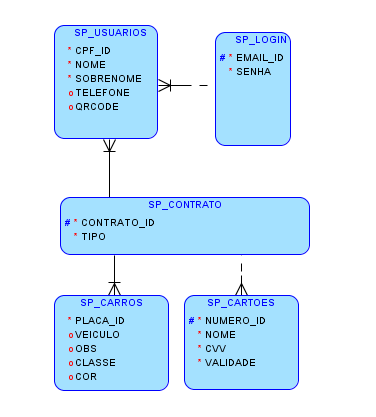 SP_USUARIOS
* CPF_ID
* NOME
* SOBRENOME
o TELEFONE
o QRCODE
SP_LOGIN
# * EMAIL_ID
* SENHA
SP_CONTRATO
# * CONTRATO_ID
* TIPO
SP_CARROS
* PLACA_ID
o VEICULO
o OBS
o CLASSE
o COR
SP_CARTOES
# * NUMERO_ID
* NOME
* CVV
* VALIDADE